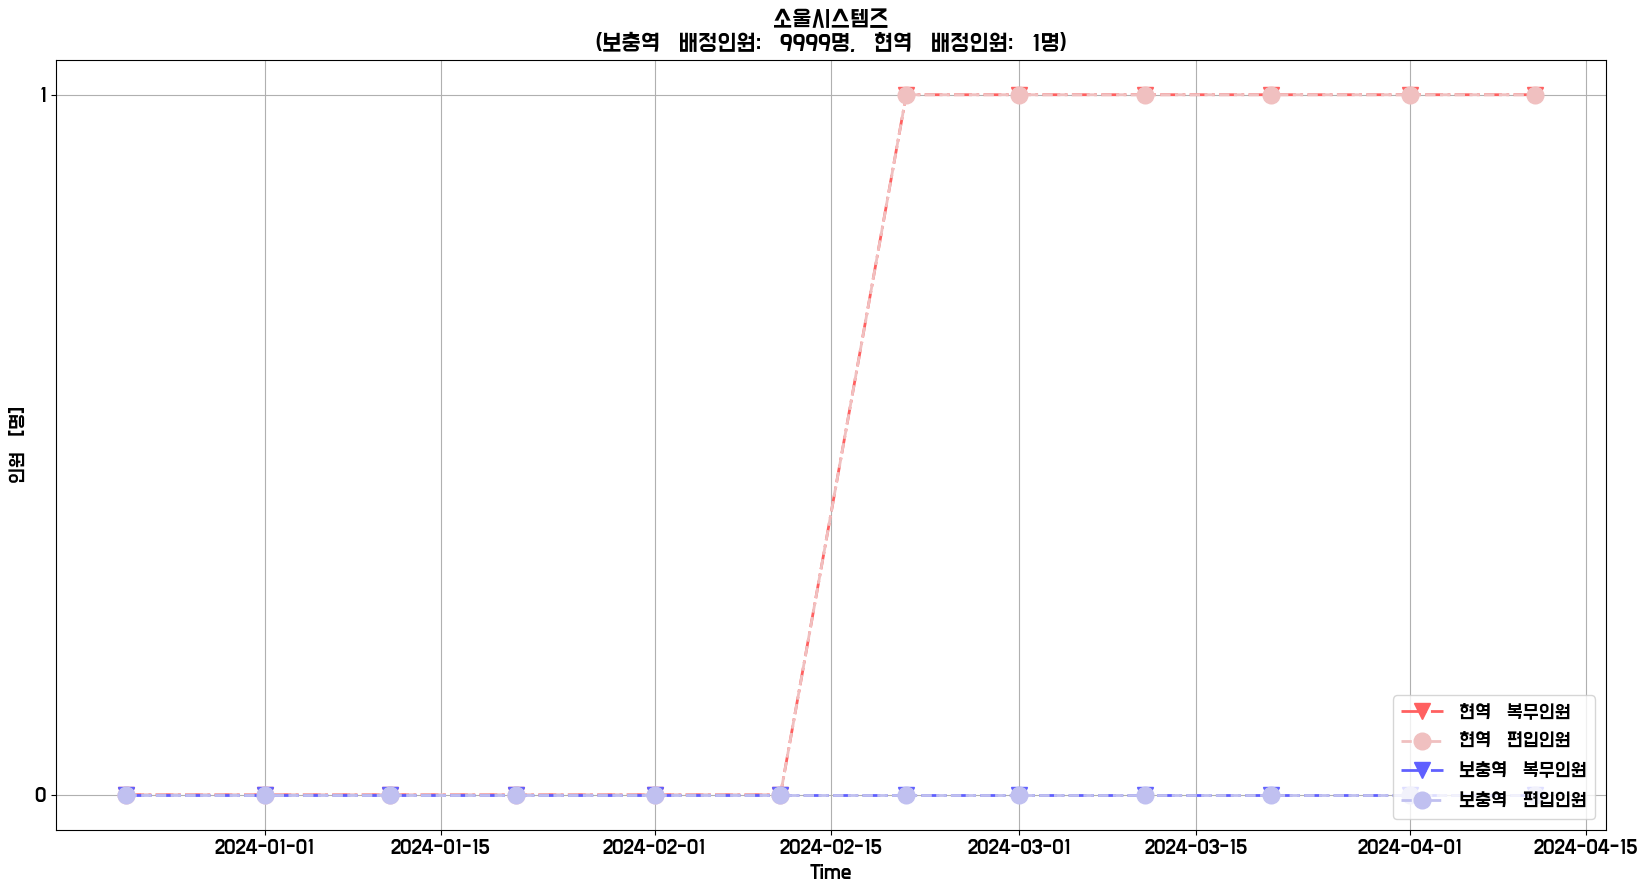 소울시스템즈
(보충역 배정인원: 9999명, 현역 배정인원: 1명)
1
0
인원 [명]
현역 복무인원
현역 편입인원
보충역 복무인원
보충역 편입인원
2024-01-01 2024-01-15 2024-02-01 2024-02-15 2024-03-01 2024-03-15 2024-04-01 2024-04-15
Time